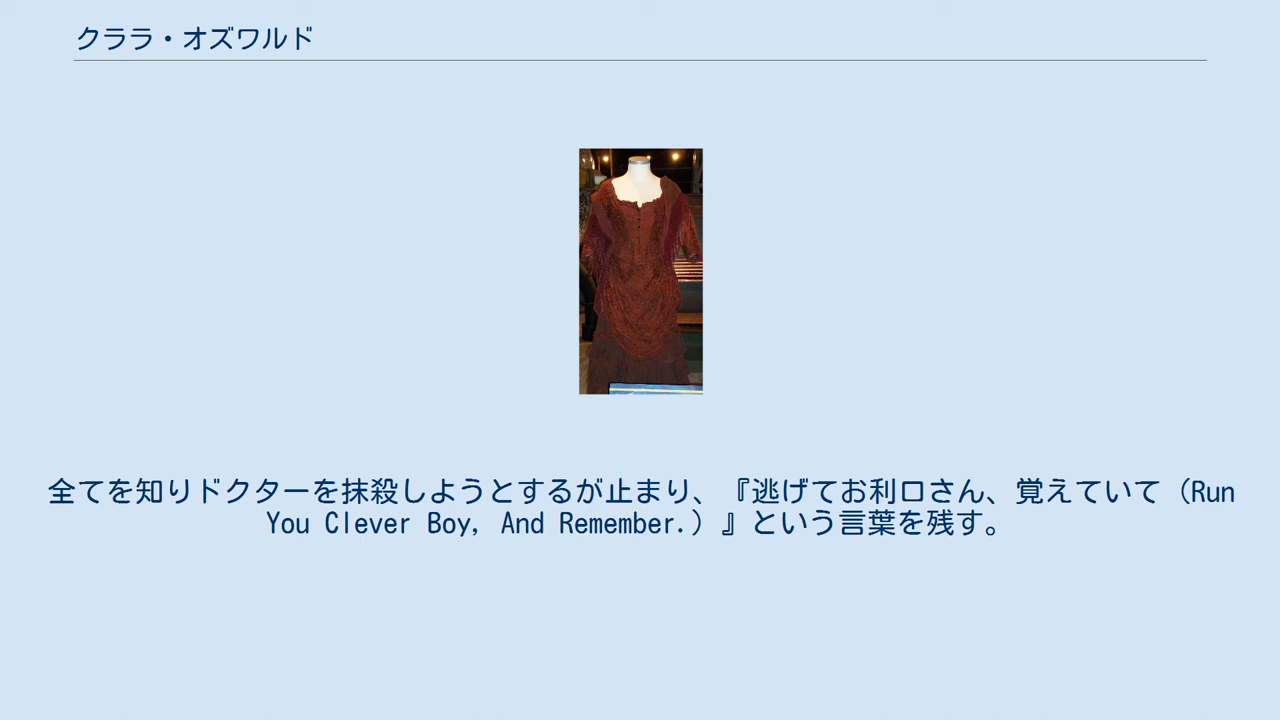 クララ・オズワルド
全てを知りドクターを抹殺しようとするが止まり、『逃げてお利口さん、覚えていて（Run
You Clever Boy, And Remember.）』という言葉を残す。